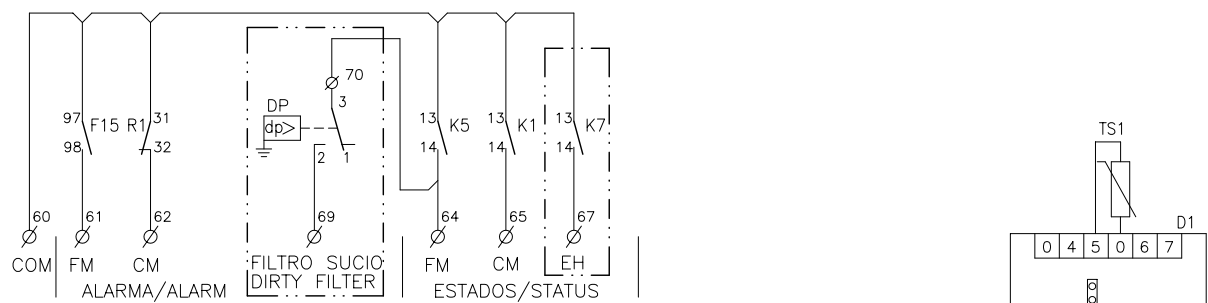 70
DP
3
97 F15 R1 31
dp>
13 K5 13 K1 13 K7
TS1
98 32
2 1
14 14 14
60 61 62 69 64 65 67
D1
0 4 5 0 6 7
COM FM CM FILTRO SUCIO FM CM EH
DIRTY FILTER
ALARMA/ALARM ESTADOS/STATUS